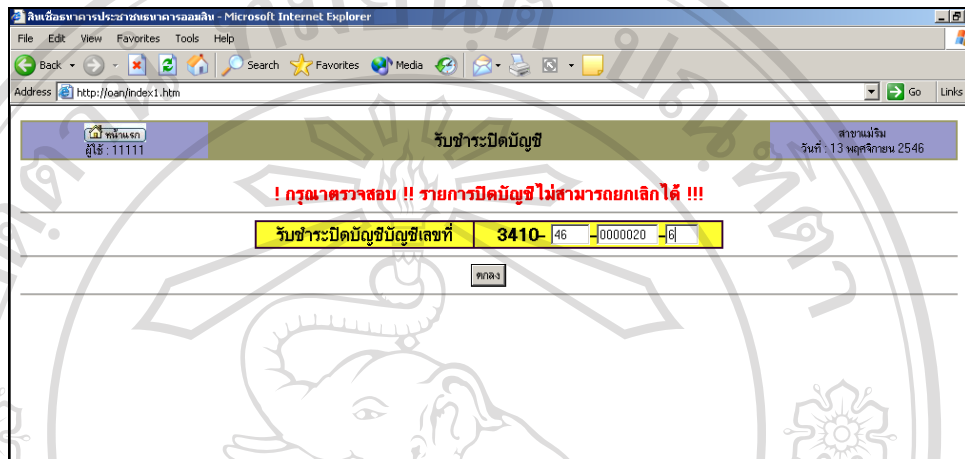 สินเชื่อธนาคารประชาชนธนาคารออมสิน - Microsoft Internet Explorer
File Edit View Favorites Tools Help
Back Search Favorites Media
Address http://loan/index1.htm Go Links
หน้าแรก
ผู้ใช้ : 11111
รับชำระปิดบัญชี
สาขาแม่ริม
วันที่ : 13 พฤศจิกายน 2546
! กรุณาตรวจสอบ !! รายการปิดบัญชีไม่สามารถยกเลิกได้ !!!
รับชำระปิดบัญชีบัญชีเลขที่ 3410- 46 -0000020 -6
ตกลง